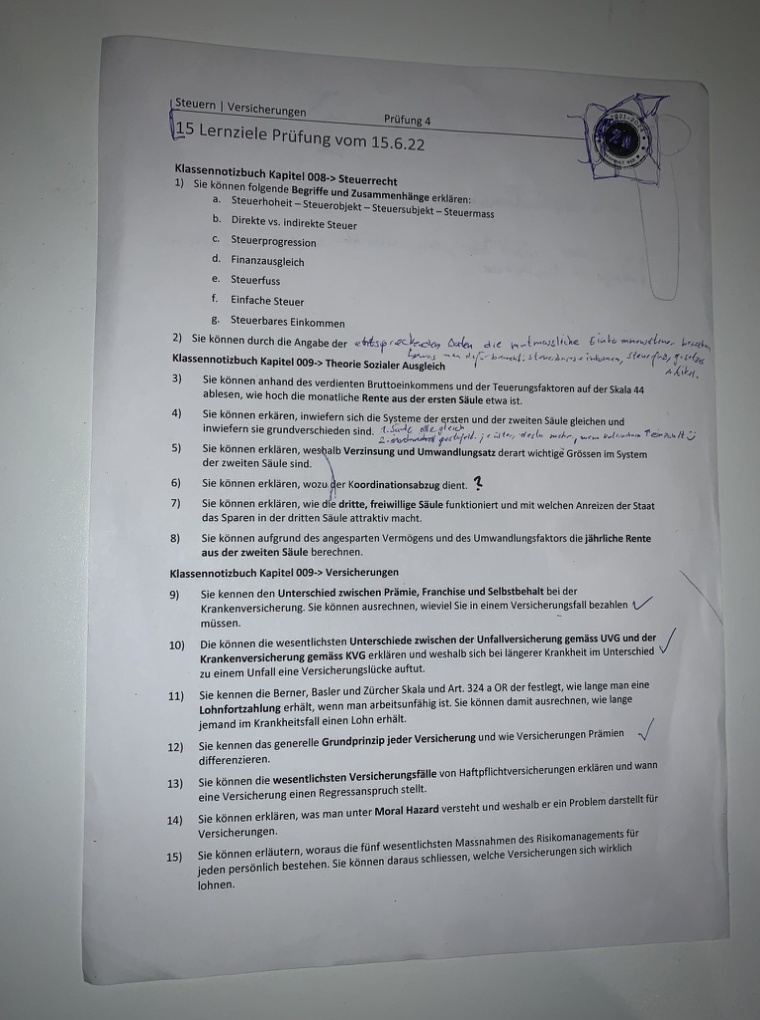 Steuern | Versicherungen Prüfung 4
15 Lernziele Prüfung vom 15.6.22
Klassennotizbuch Kapitel 008-> Steuerrecht
1) Sie können folgende Begriffe und Zusammenhänge erklären:
a. Steuerhoheit – Steuerobjekt – Steuersubjekt – Steuermass
b. Direkte vs. indirekte Steuer
c. Steuerprogression
d. Finanzausgleich
e. Steuerfuss
f. Einfache Steuer
g. Steuerbares Einkommen
2) Sie können durch die Angabe der entsprechenden Daten die mutmassliche Einkommenssteuer
Klassennotizbuch Kapitel 009-> Theorie Sozialer Ausgleich
3) Sie können anhand des verdienten Bruttoeinkommens und der Teuerungsfaktoren auf der Skala 44
ablesen, wie hoch die monatliche Rente aus der ersten Säule etwa ist.
4) Sie können erkären, inwiefern sich die Systeme der ersten und der zweiten Säule gleichen und
inwiefern sie grundverschieden sind. 1. Säule alle gleich
5) Sie können erklären, weshalb Verzinsung und Umwandlungsatz derart wichtige Grössen im System
der zweiten Säule sind.
6) Sie können erklären, wozu der Koordinationsabzug dient. ?
7) Sie können erklären, wie die dritte, freiwillige Säule funktioniert und mit welchen Anreizen der Staat
das Sparen in der dritten Säule attraktiv macht.
8) Sie können aufgrund des angesparten Vermögens und des Umwandlungsfaktors die jährliche Rente
aus der zweiten Säule berechnen.
Klassennotizbuch Kapitel 009-> Versicherungen
9) Sie kennen den Unterschied zwischen Prämie, Franchise und Selbstbehalt bei der
Krankenversicherung. Sie können ausrechnen, wieviel Sie in einem Versicherungsfall bezahlen
müssen.
10) Die können die wesentlichsten Unterschiede zwischen der Unfallversicherung gemäss UVG und der
Krankenversicherung gemäss KVG erklären und weshalb sich bei längerer Krankheit im Unterschied
zu einem Unfall eine Versicherungslücke auftut.
11) Sie kennen die Berner, Basler und Zürcher Skala und Art. 324 a OR der festlegt, wie lange man eine
Lohnfortzahlung erhält, wenn man arbeitsunfähig ist. Sie können damit ausrechnen, wie lange
jemand im Krankheitsfall einen Lohn erhält.
12) Sie kennen das generelle Grundprinzip jeder Versicherung und wie Versicherungen Prämien
differenzieren.
13) Sie können die wesentlichsten Versicherungsfälle von Haftpflichtversicherungen erklären und wann
eine Versicherung einen Regressanspruch stellt.
14) Sie können erklären, was man unter Moral Hazard versteht und weshalb er ein Problem darstellt für
Versicherungen.
15) Sie können erläutern, woraus die fünf wesentlichsten Massnahmen des Risikomanagements für
jeden persönlich bestehen. Sie können daraus schliessen, welche Versicherungen sich wirklich
lohnen.